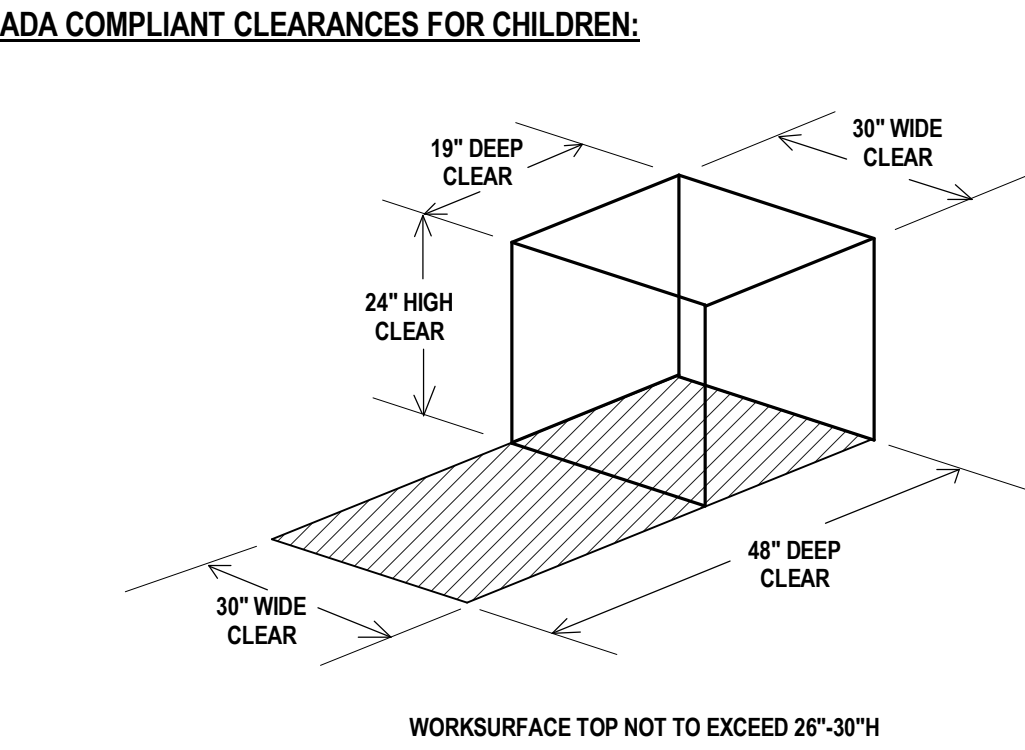 ADA COMPLIANT CLEARANCES FOR CHILDREN:
30" WIDE
CLEAR
19" DEEP
CLEAR
24" HIGH
CLEAR
48" DEEP
CLEAR
30" WIDE
CLEAR
WORKSURFACE TOP NOT TO EXCEED 26"-30"H